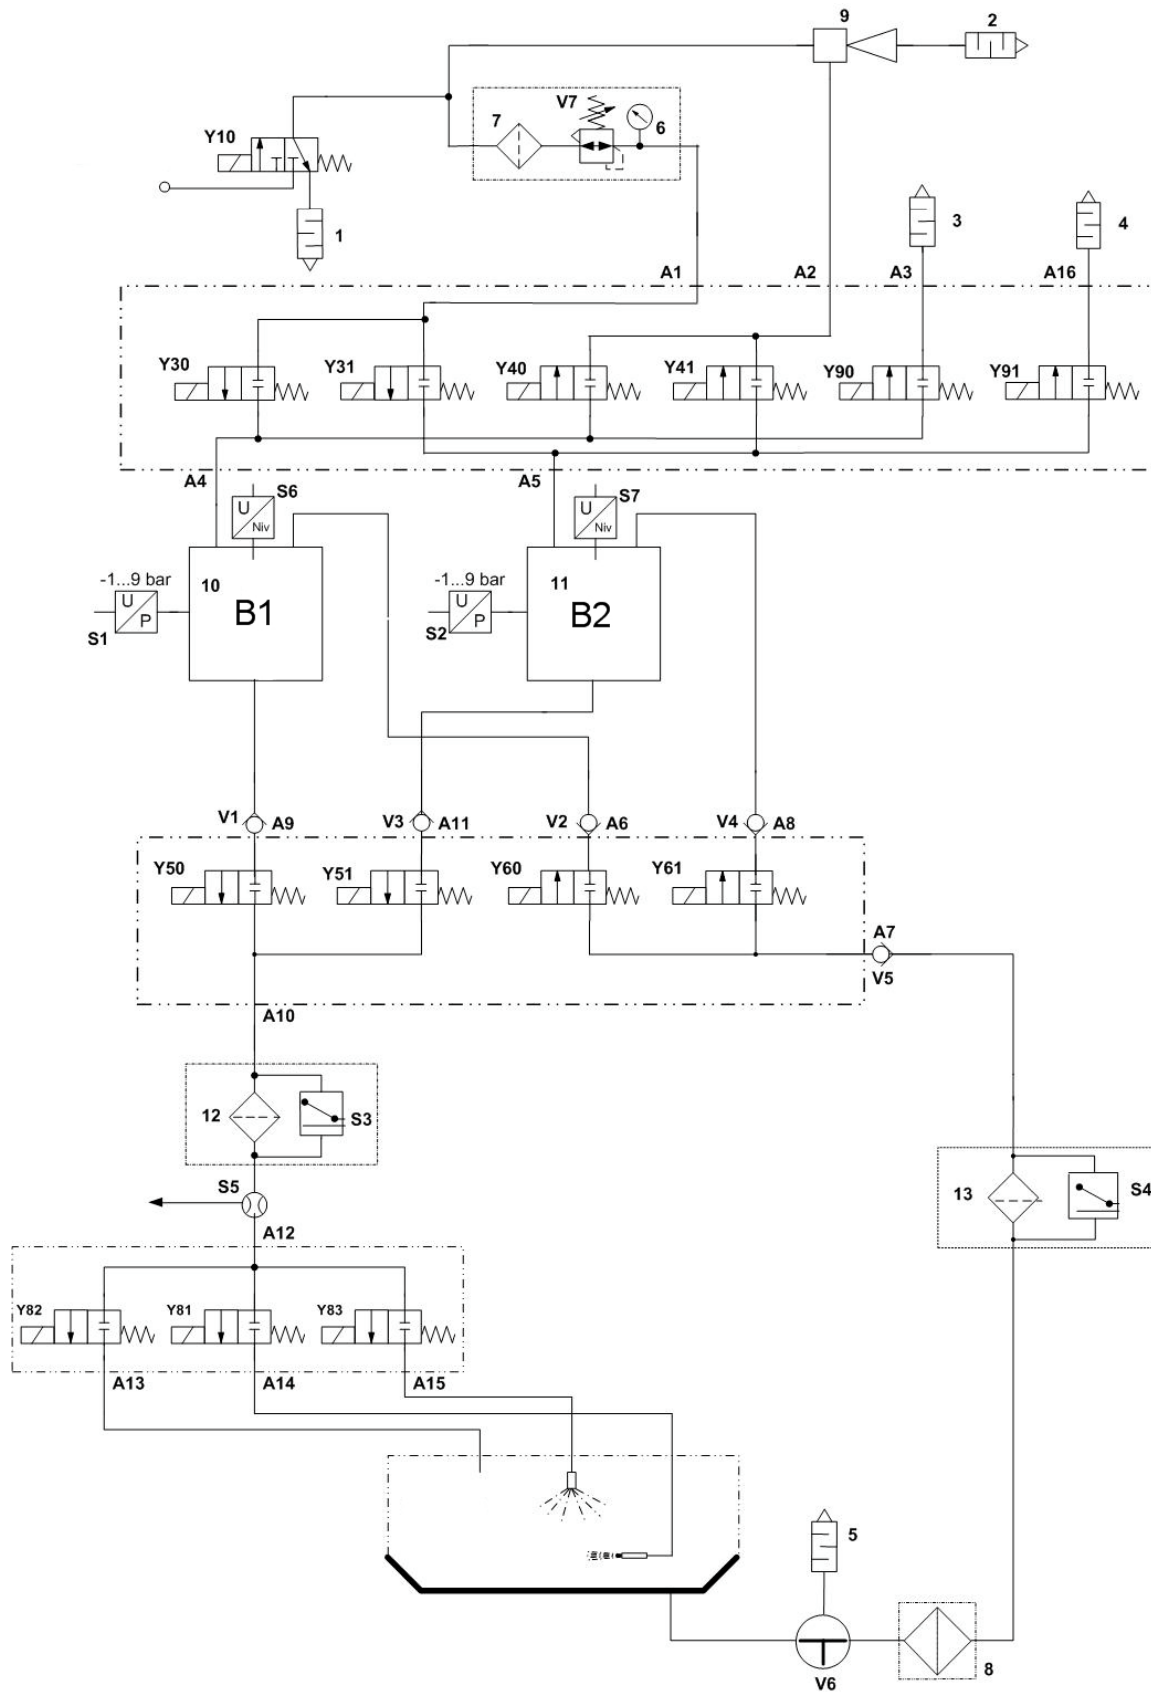 9
2
V7
7
6
Y10
1
3
4
A1
A2
A3
A16
Y30
Y31
Y40
Y41
Y90
Y91
A4
A5
S6
U
Niv
S7
U
Niv
-1...9 bar
10
U
P
B1
S1
-1...9 bar
11
U
P
B2
S2
V1
A9
V3
A11
V2
A6
V4
A8
Y50
Y51
Y60
Y61
A7
V5
A10
12
S3
S5
A12
13
S4
Y82
Y81
Y83
A13
A14
A15
5
8
V6